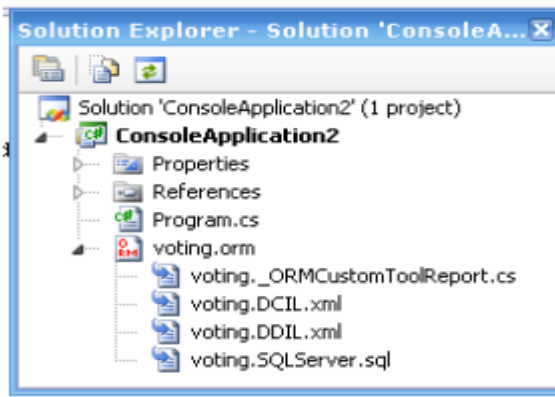 Solution Explorer - Solution 'ConsoleA...
Solution 'ConsoleApplication2' (1 project)
ConsoleApplication2
Properties
References
Program.cs
voting.orm
voting._ORMCustomToolReport.cs
voting.DCIL.xml
voting.DDIL.xml
voting.SQLServer.sql